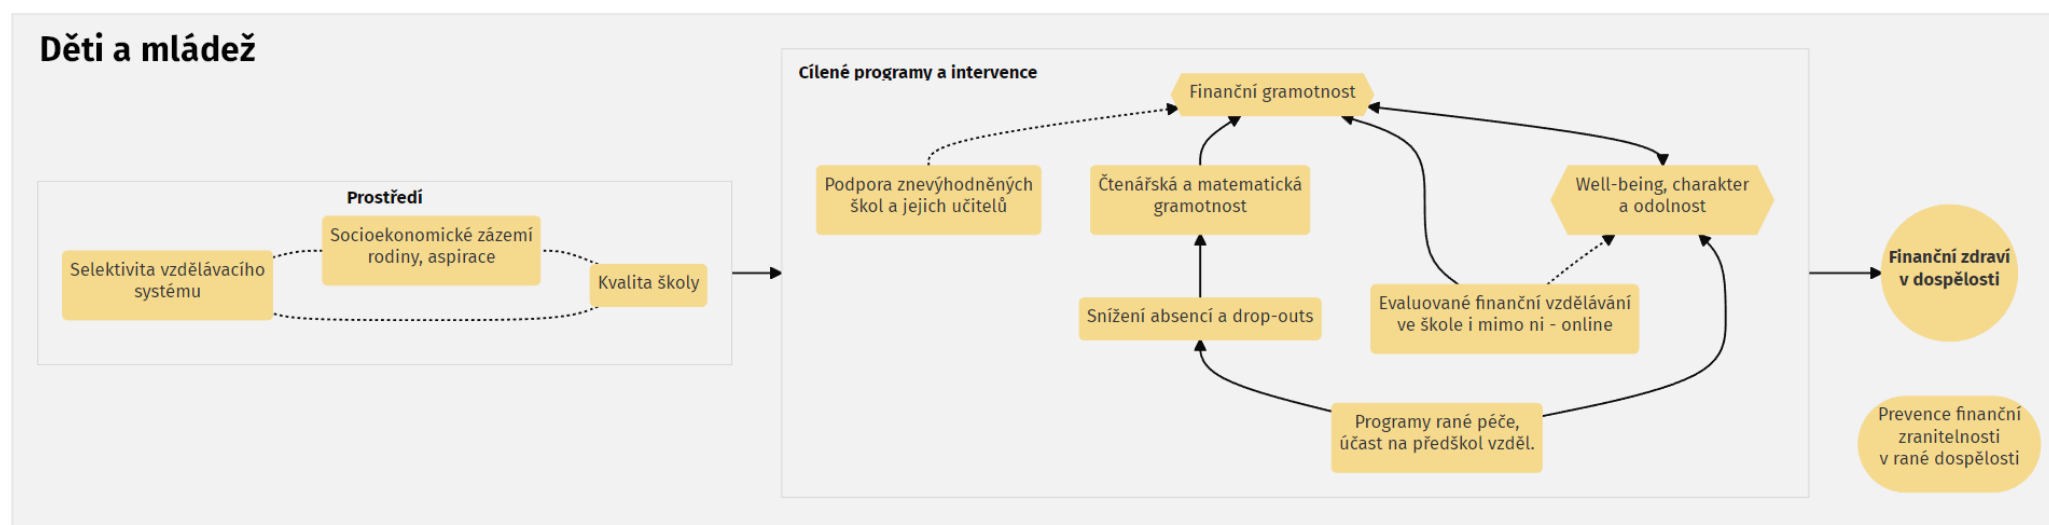 Děti a mládež
Prostředí
Selektivita vzdělávacího
systému
Socioekonomické zázemí
rodiny, aspirace
Kvalita školy
Cílené programy a intervence
Finanční gramotnost
Podpora znevýhodněných
škol a jejich učitelů
Čtenářská a matematická
gramotnost
Well-being, charakter
a odolnost
Snížení absencí a drop-outs
Evaluované finanční vzdělávání
ve škole i mimo ni - online
Programy rané péče,
účast na předškol vzděl.
Finanční zdraví
v dospělosti
Prevence finanční
zranitelnosti
v rané dospělosti